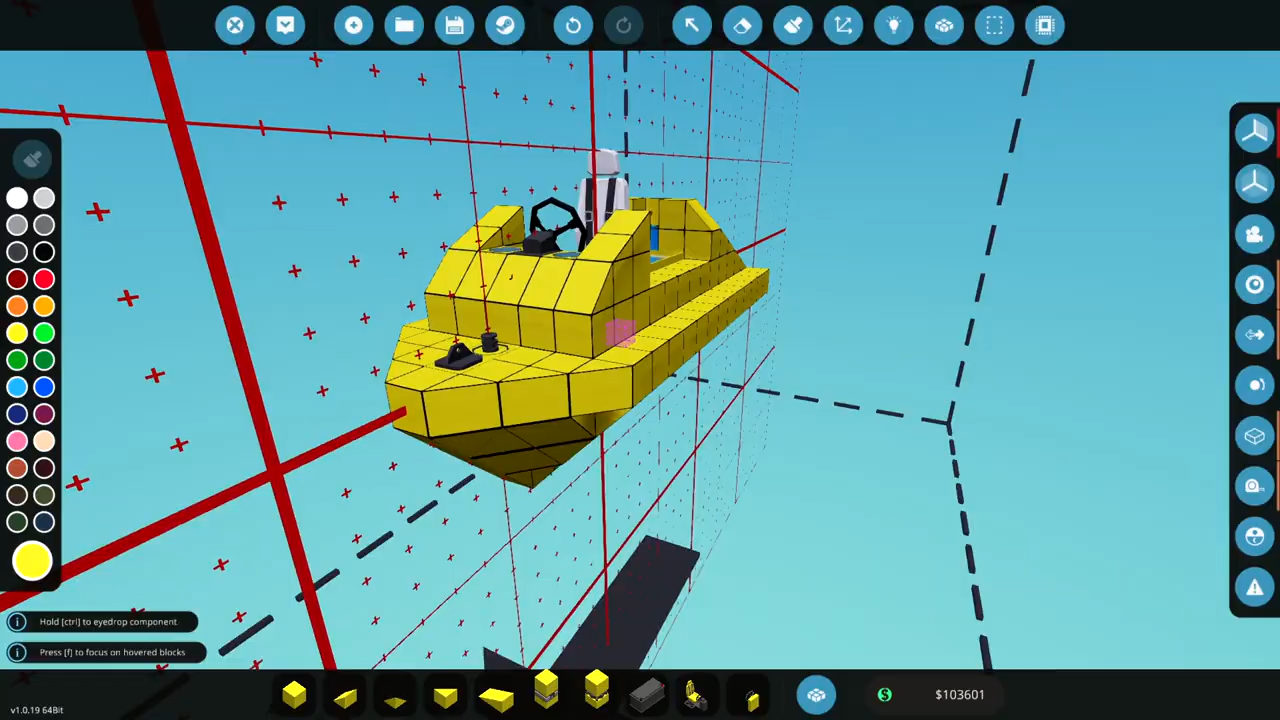 Hold [ctrl] to eyedrop component
Press [f] to focus on hovered blocks
v1.0.19 64Bit
$ $103601